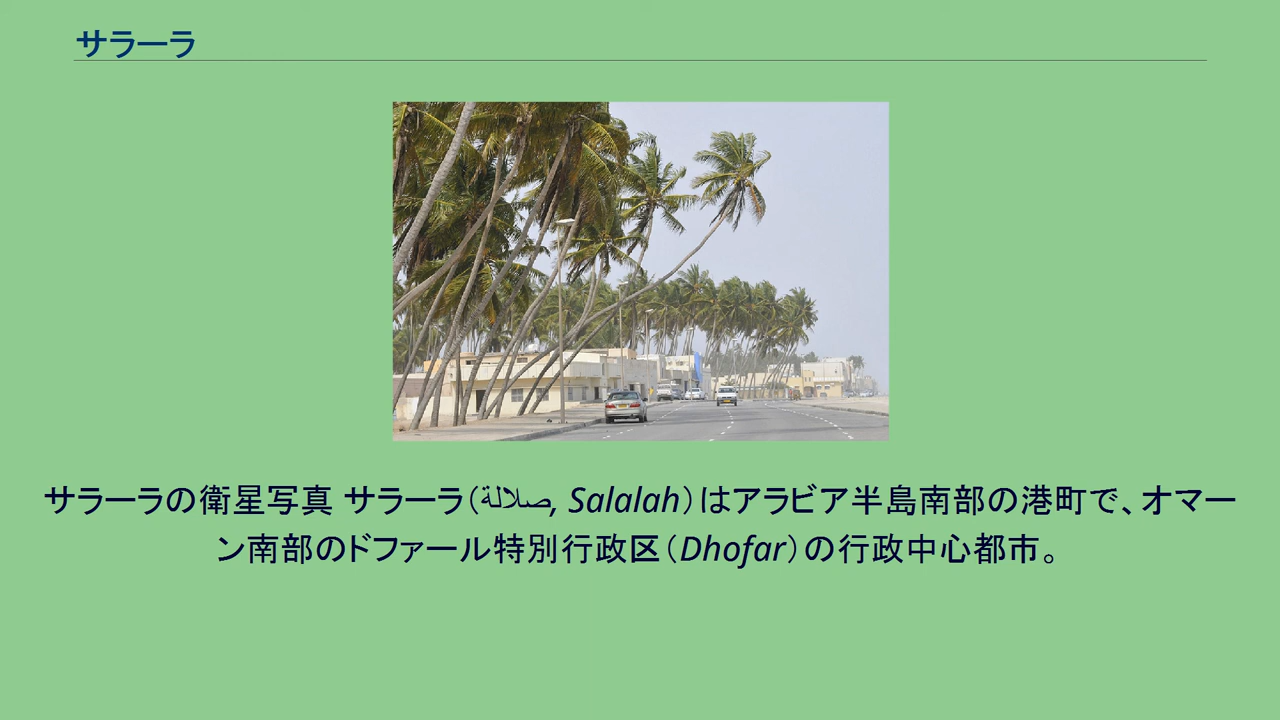 サラーラ
サラーラの衛星写真 サラーラ（صلالة, Salalah）はアラビア半島南部の港町で、オマー
ン南部のドファール特別行政区（Dhofar）の行政中心都市。